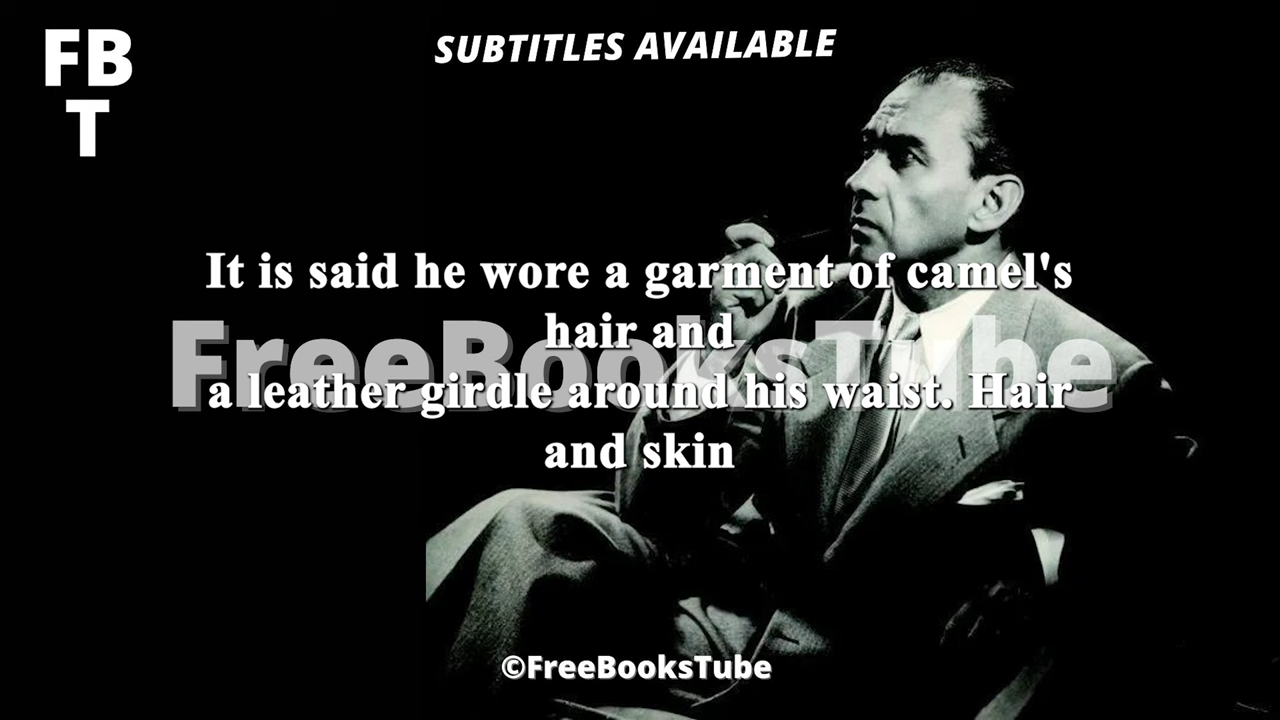 FB
T
SUBTITLES AVAILABLE
It is said he wore a garment of camel's
hair and
FreeBooksTube
a leather girdle around his waist. Hair
and skin
©FreeBooksTube